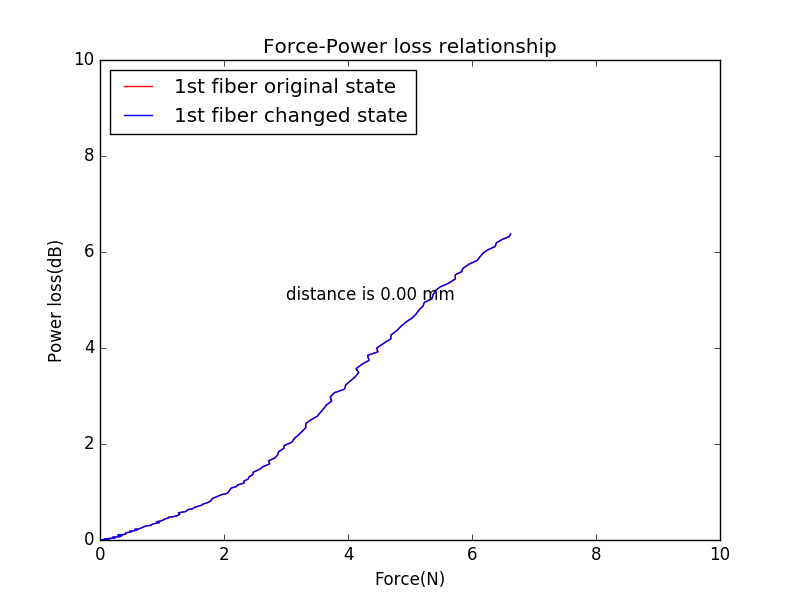 Force-Power loss relationship
10
1st fiber original state
1st fiber changed state
8
6
distance is 0.00 mm
4
2
0
Power loss(dB)
0 2 4 6 8 10
Force(N)